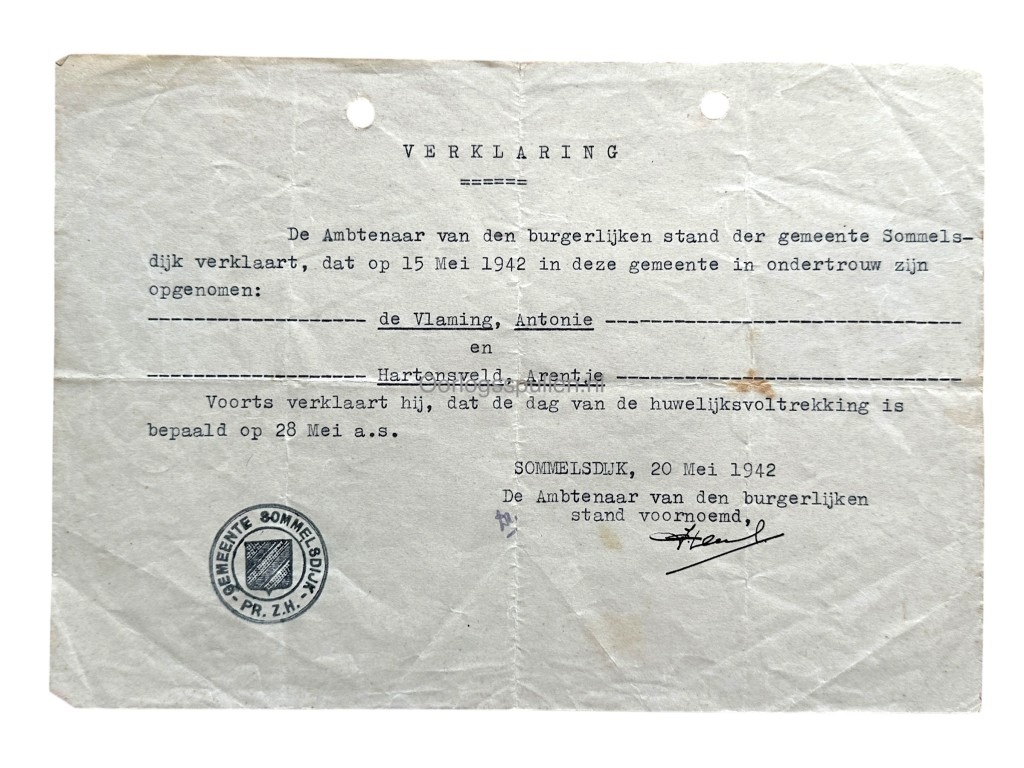 VERKLARING
======
De Ambtenaar van den burgerlijken stand der gemeente Sommels-
dijk verklaart, dat op 15 Mei 1942 in deze gemeente in ondertrouw zijn
opgenomen:
------------------- de Vlaming, Antonie -------------------------------
en
------------------- Hartensveld, Arentje ------------------------------
Oorlogsspullen.nl
Voorts verklaart hij, dat de dag van de huwelijksvoltrekking is
bepaald op 28 Mei a.s.
SOMMELSDIJK, 20 Mei 1942
De Ambtenaar van den burgerlijken
stand voornoemd,
GEMEENTE SOMMELSDIJK
- PR. Z.H. -